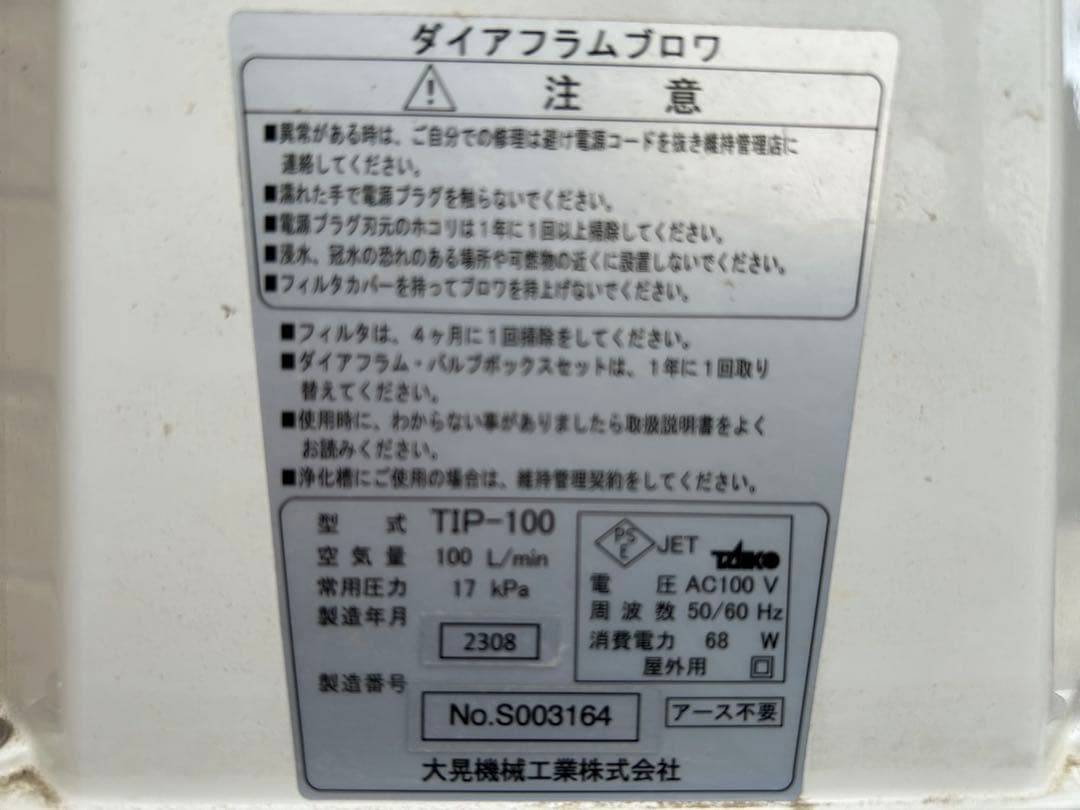 ダイアフラムブロワ
注 意
■異常がある時は、ご自分での修理は避け電源コードを抜き維持管理店に
連絡してください。
■濡れた手で電源プラグを触らないでください。
■電源プラグ刃元のホコリは1年に1回以上掃除してください。
■浸水、冠水の恐れのある場所や可燃物の近くに設置しないでください。
■フィルタカバーを持ってブロワを持上げないでください。
■フィルタは、4ヶ月に1回掃除をしてください。
■ダイアフラム・バルブボックスセットは、1年に1回取り
替えてください。
■使用時に、わからない事がありましたら取扱説明書をよく
お読みください。
■浄化槽にご使用の場合は、維持管理契約をしてください。
型 式 TIP-100
空気量 100 L/min
常用圧力 17 kPa
製造年月
2308
製造番号
No.S003164
PS
E
JET TAIKO
電 圧 AC100 V
周波数 50/60 Hz
消費電力 68 W
屋外用
アース不要
大晃機械工業株式会社